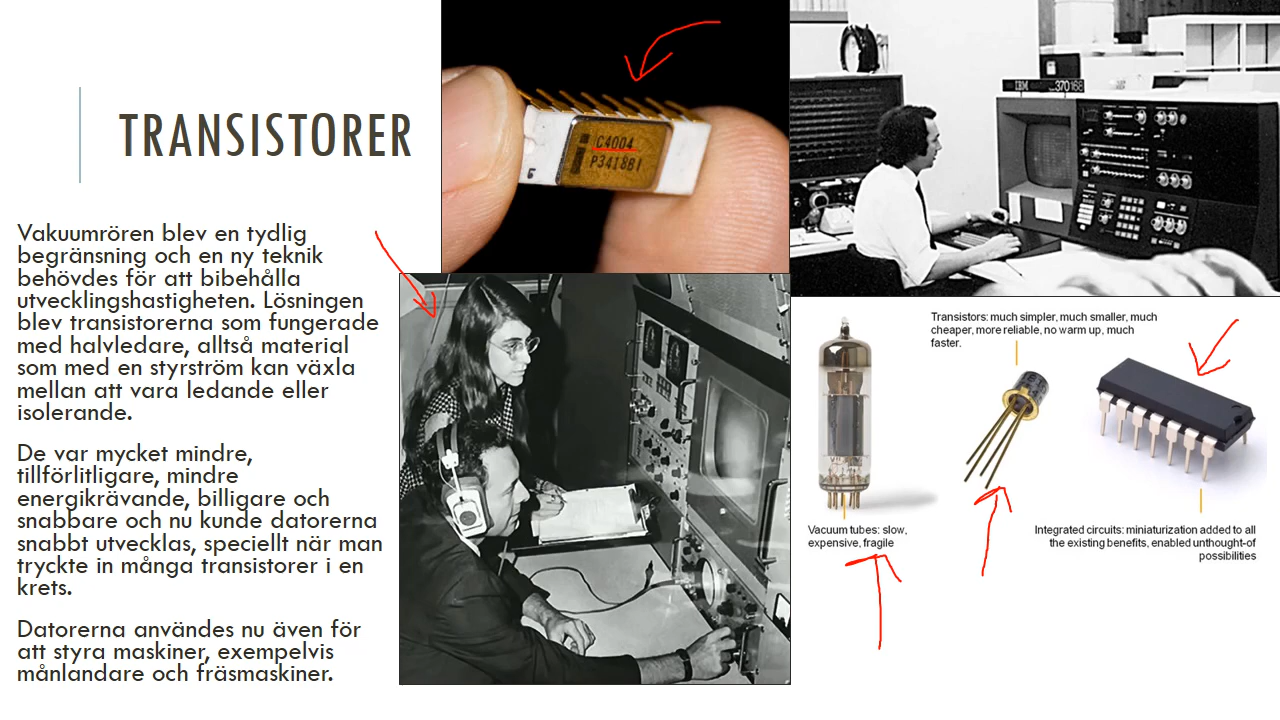 TRANSISTORER
Vakuumrören blev en tydlig
begränsning och en ny teknik
behövdes för att bibehålla
utvecklingshastigheten. Lösningen
blev transistorerna som fungerade
med halvledare, alltså material
som med en styrström kan växla
mellan att vara ledande eller
isolerande.
De var mycket mindre,
tillförlitligare, mindre
energikrävande, billigare och
snabbare och nu kunde datorerna
snabbt utvecklas, speciellt när man
tryckte in många transistorer i en
krets.
Datorerna användes nu även för
att styra maskiner, exempelvis
månlandare och fräsmaskiner.
C4004
P3418BI
IBM 370 168
Transistors: much simpler, much smaller, much
cheaper, more reliable, no warm up, much
faster.
Vacuum tubes: slow,
expensive, fragile
Integrated circuits: miniaturization added to all
the existing benefits, enabled unthought-of
possibilities